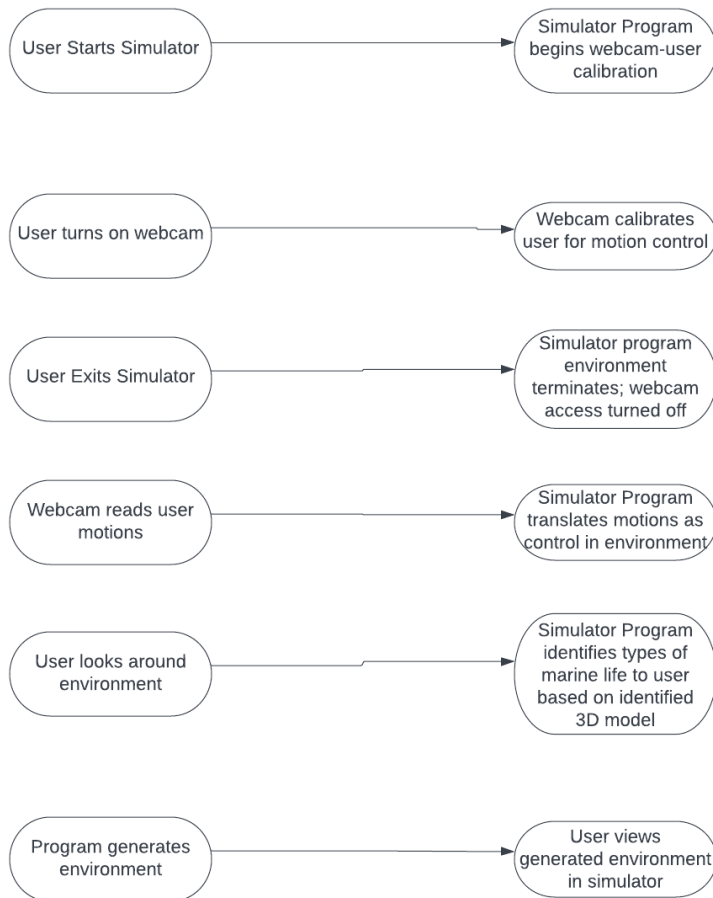 User Starts Simulator
Simulator Program
begins webcam-user
calibration
User turns on webcam
Webcam calibrates
user for motion control
User Exits Simulator
Simulator program
environment
terminates; webcam
access turned off
Webcam reads user
motions
Simulator Program
translates motions as
control in environment
User looks around
environment
Simulator Program
identifies types of
marine life to user
based on identified
3D model
Program generates
environment
User views
generated environment
in simulator